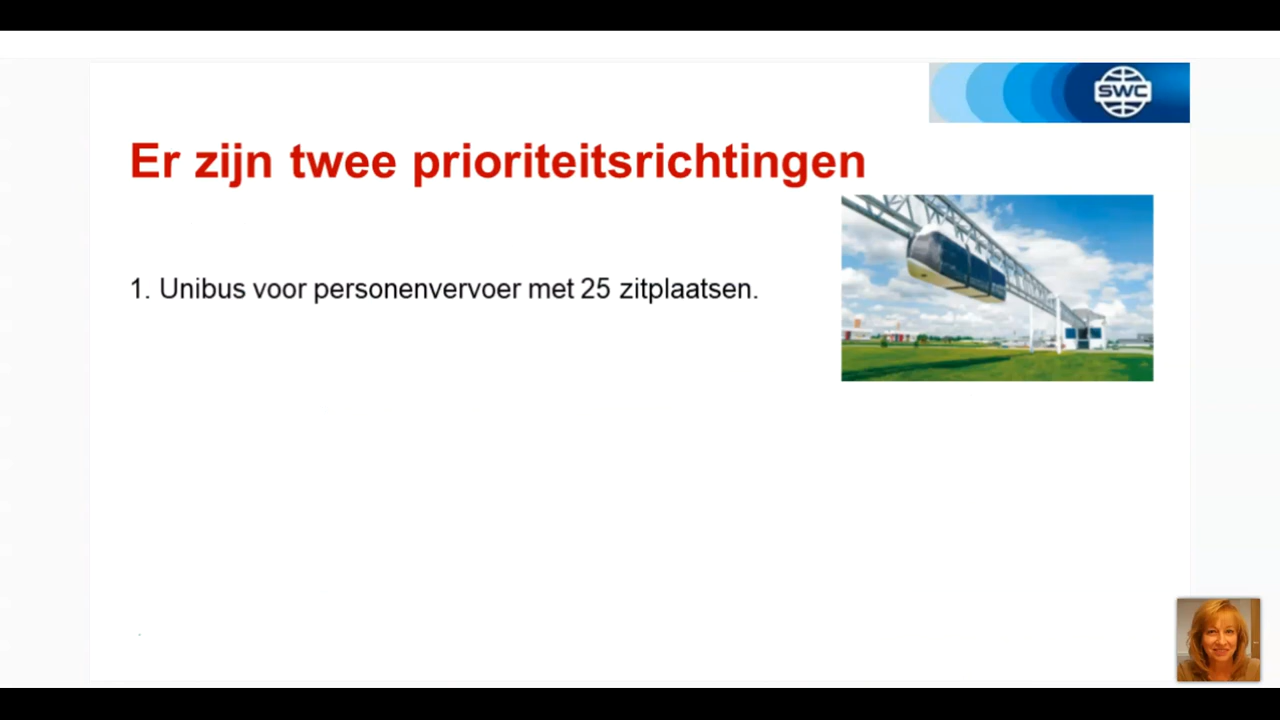 SWC
Er zijn twee prioriteitsrichtingen
1. Unibus voor personenvervoer met 25 zitplaatsen.